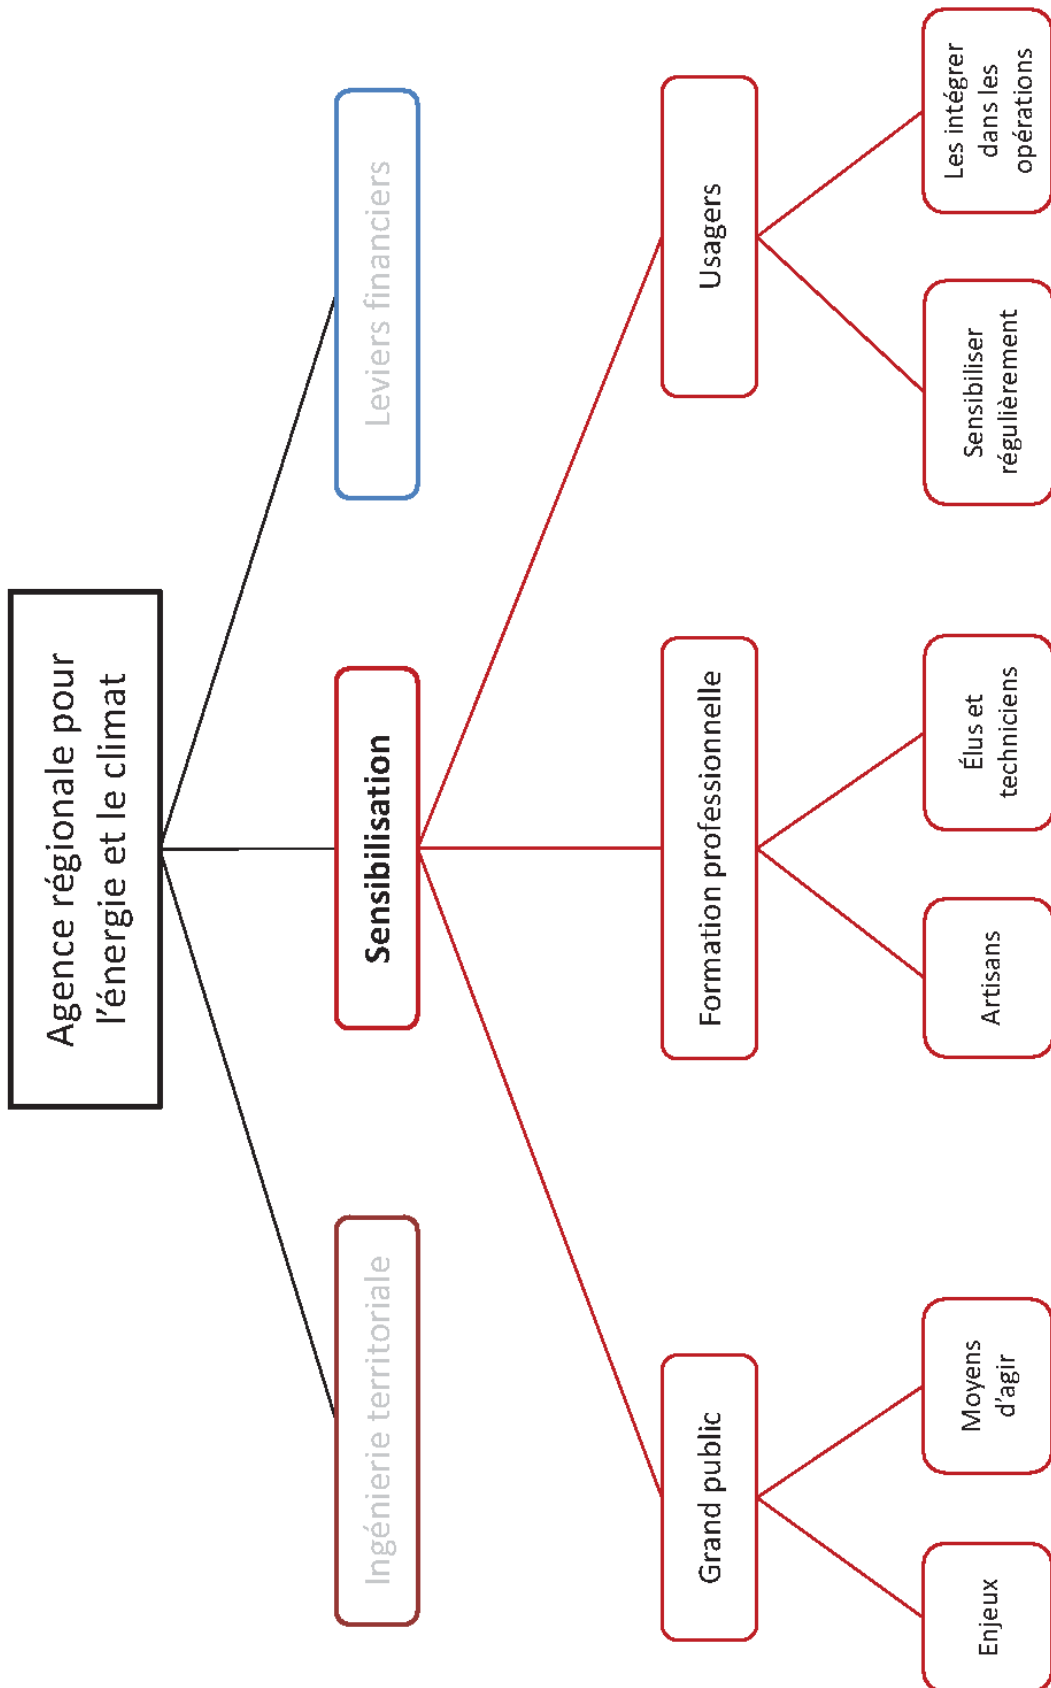 Agence régionale pour
l'énergie et le climat
Ingénierie territoriale
Sensibilisation
Leviers financiers
Grand public
Formation professionnelle
Usagers
Enjeux
Moyens
d'agir
Artisans
Élus et
techniciens
Sensibiliser
régulièrement
Les intégrer
dans les
opérations